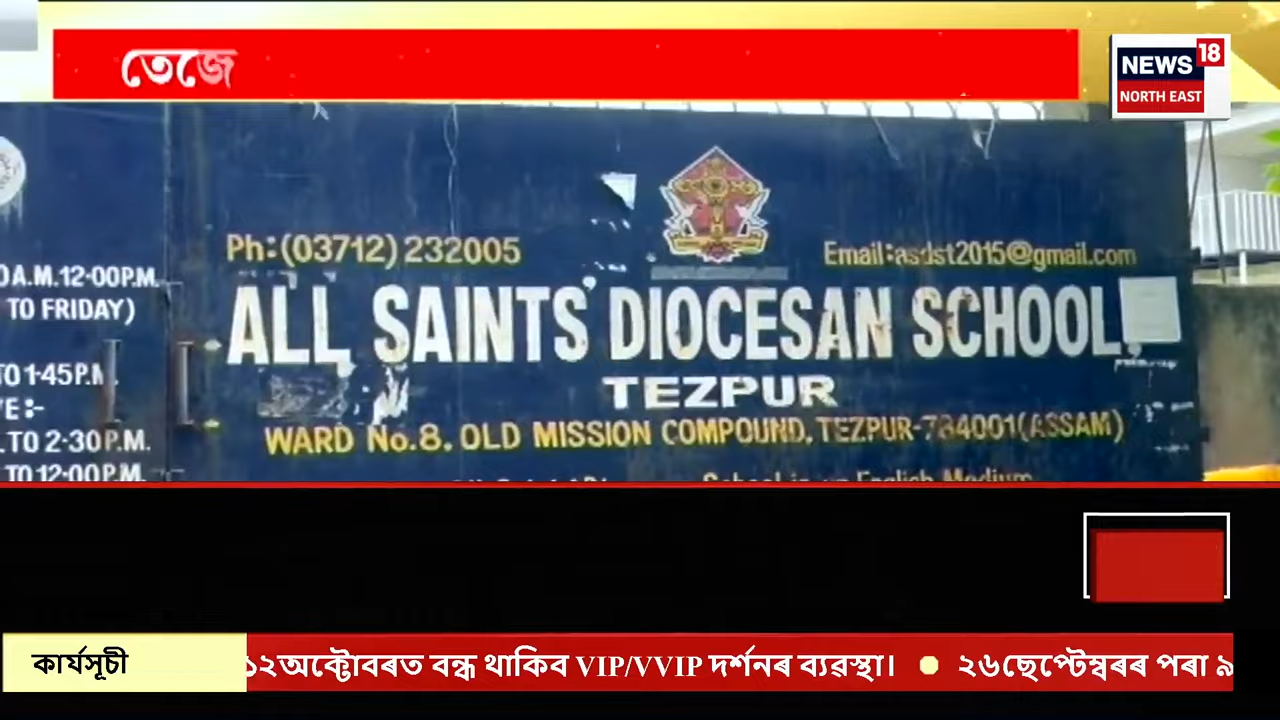 তেজে
NEWS 18
NORTH EAST
Ph:(03712) 232005
Email:asdst2015@gmail.com
A.M.12:00P.M.
TO FRIDAY)
ALL SAINTS DIOCESAN SCHOOL
TO 1:45P.M.
TEZPUR
TO 2:30P.M.
WARD No.8. OLD MISSION COMPOUND. TEZPUR-784001(ASSAM)
TO 12:00P.M.
English Medium
কাৰ্যসূচী
১২অক্টোবৰত বন্ধ থাকিব VIP/VVIP দৰ্শনৰ ব্যৱস্থা। ২৬ছেপ্টেম্বৰৰ পৰা ৯